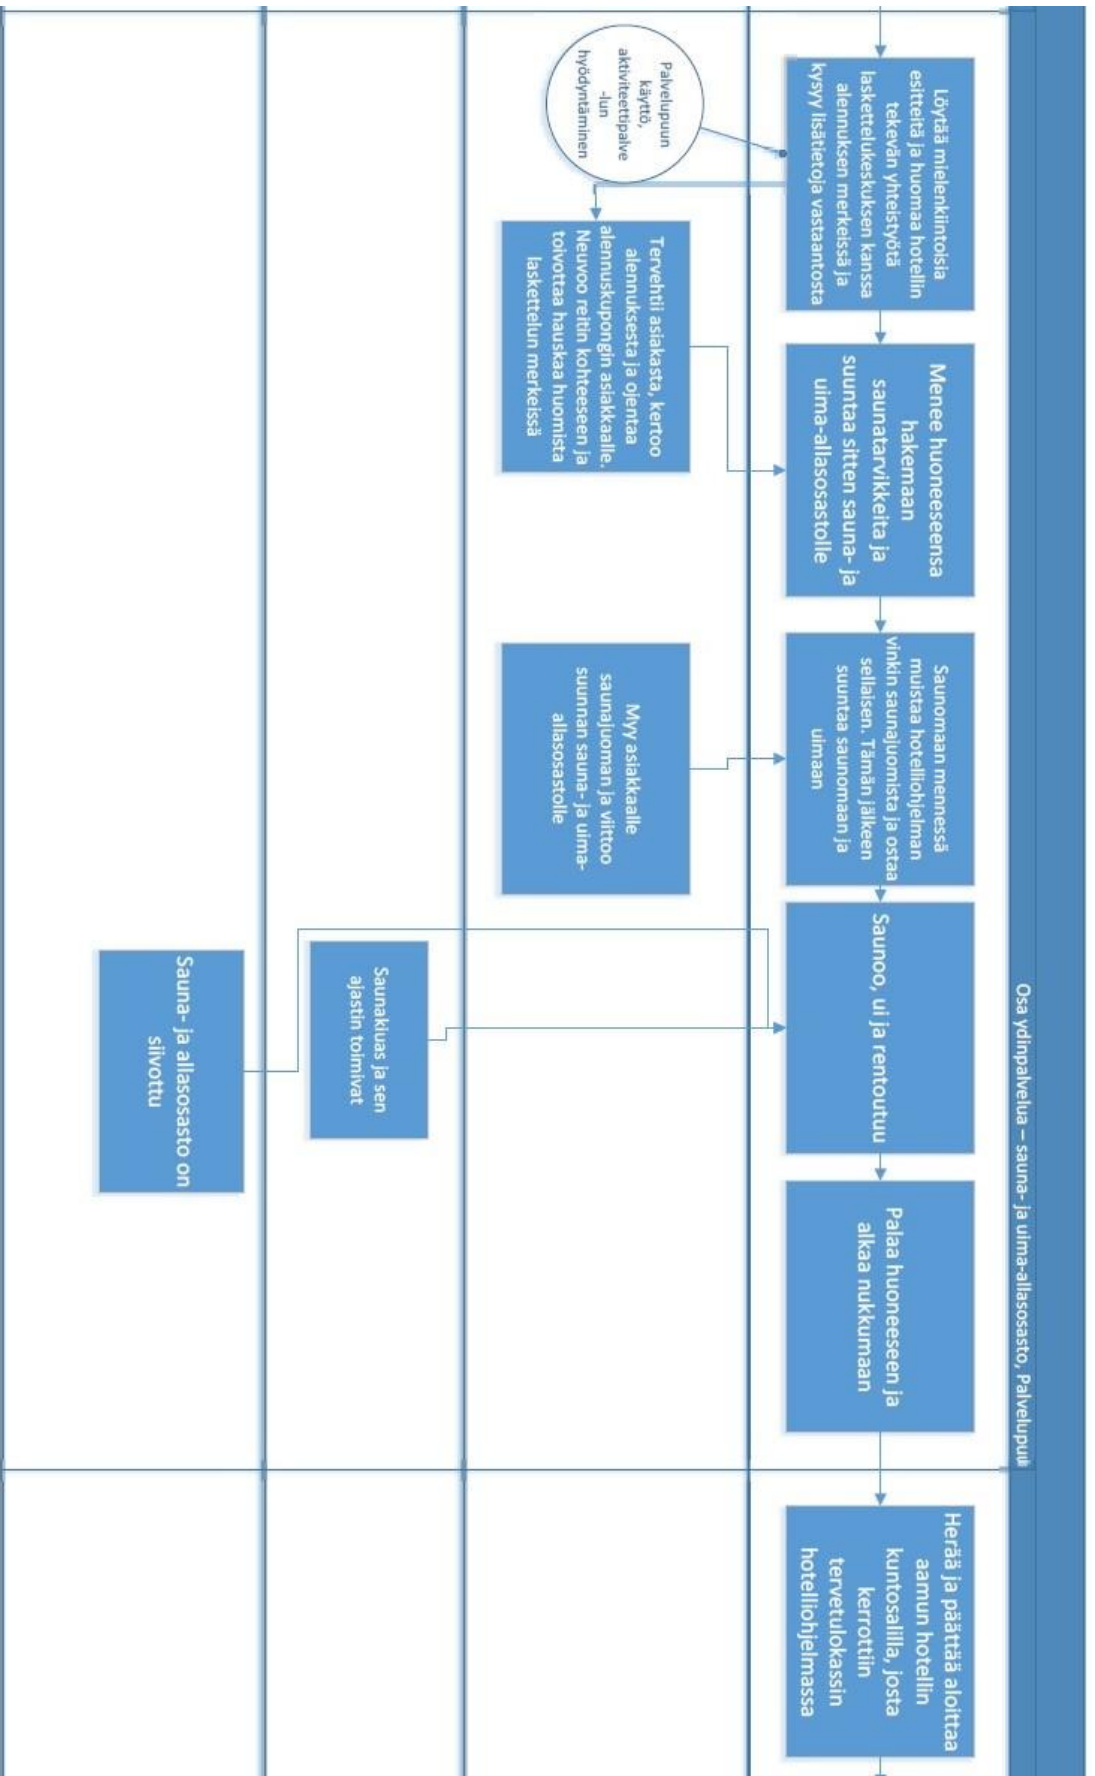 Osa ydinpalvelua – sauna- ja uima-allasosasto, Palvelupuu
Löytää mielenkiintoisia
esitteitä ja huomaa hotellin
tekevän yhteistyötä
laskettelukeskuksen kanssa
alennuksen merkeissä ja
kysyy lisätietoja vastaantosta
Menee huoneeseensa
hakemaan
saunatarvikkeita ja
suuntaa sitten sauna- ja
uima-allasosastolle
Saunomaan mennessä
muistaa hotelliohjelman
vinkin saunajuomista ja ostaa
sellaisen. Tämän jälkeen
suuntaa saunomaan ja
uimaan
Saunoo, ui ja rentoutuu
Palaa huoneeseen ja
alkaa nukkumaan
Herää ja päättää aloittaa
aamun hotellin
kuntosalilla, josta
kerrottiin
tervetulokassin
hotelliohjelmassa
Palvelupuun
käyttö,
aktiviteettipalve
-lun
hyödyntäminen
Tervehtii asiakasta, kertoo
alennuksesta ja ojentaa
alennuskupongin asiakkaalle.
Neuvoo reitin kohteeseen ja
toivottaa hauskaa huomista
laskettelun merkeissä
Myy asiakkaalle
saunajuoman ja viittoo
suunnan sauna- ja uima-
allasosastolle
Saunakiuas ja sen
ajastin toimivat
Sauna- ja allasosasto on
siivottu